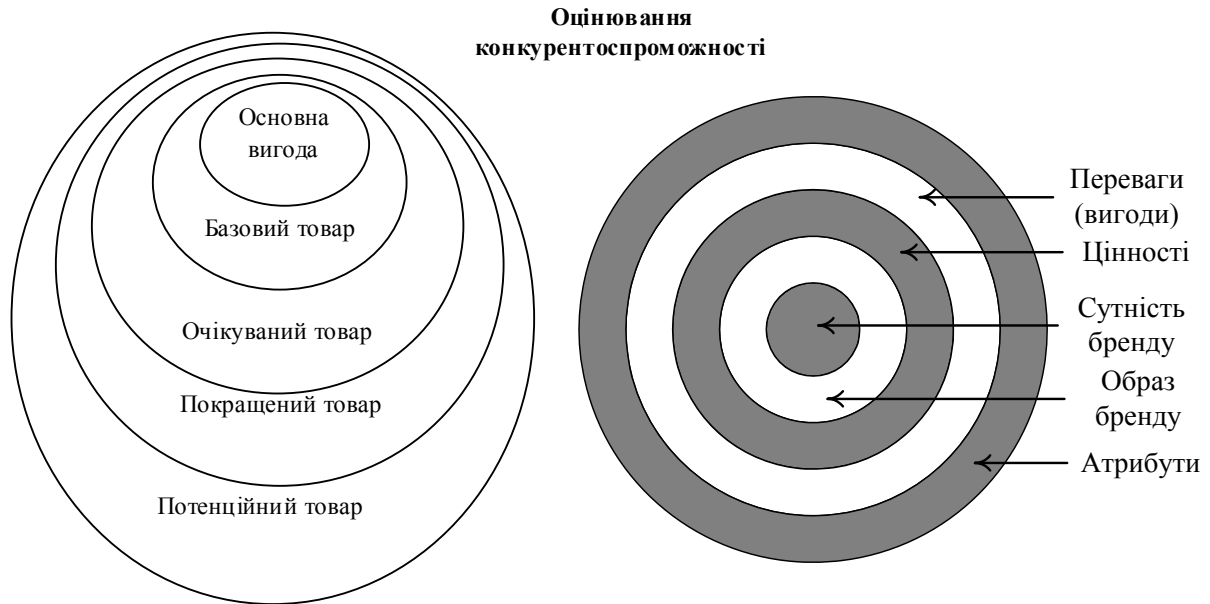 Оцінювання
конкурентоспроможності
Основна
вигода
Базовий товар
Очікуваний товар
Покращений товар
Потенційний товар
Переваги
(вигоди)
Цінності
Сутність
бренду
Образ
бренду
Атрибути